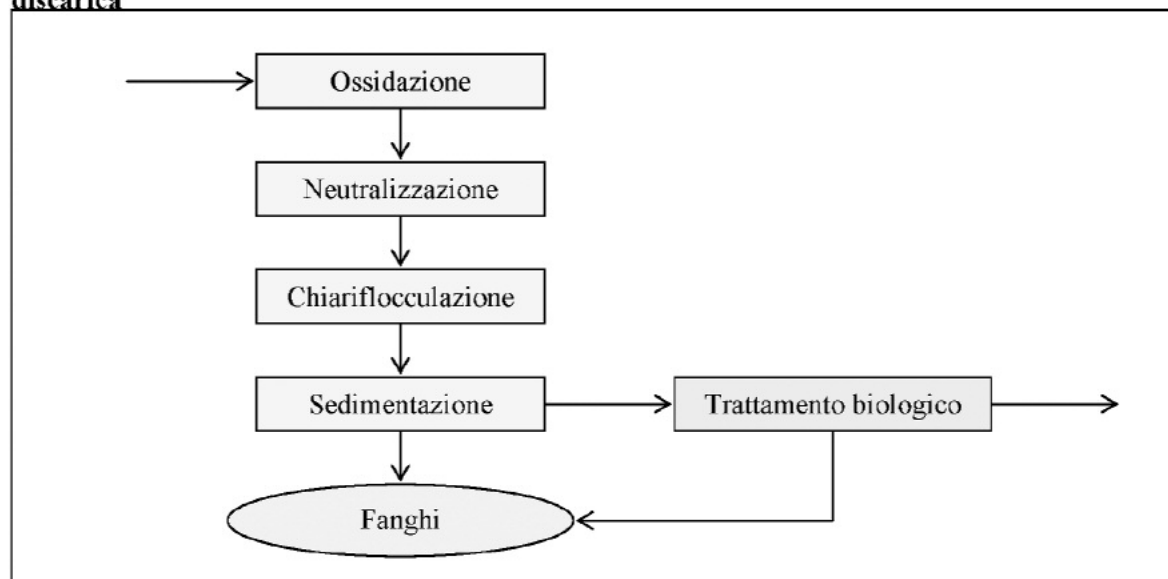 discarica
Ossidazione
Neutralizzazione
Chiariflocculazione
Sedimentazione
Trattamento biologico
Fanghi